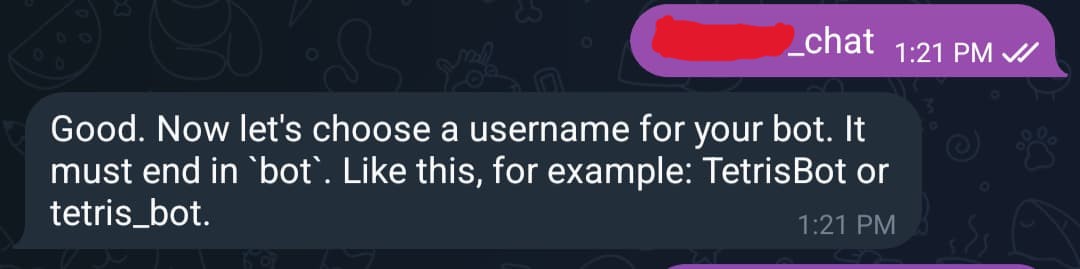 _chat 1:21 PM
Good. Now let's choose a username for your bot. It
must end in `bot`. Like this, for example: TetrisBot or
tetris_bot.
1:21 PM